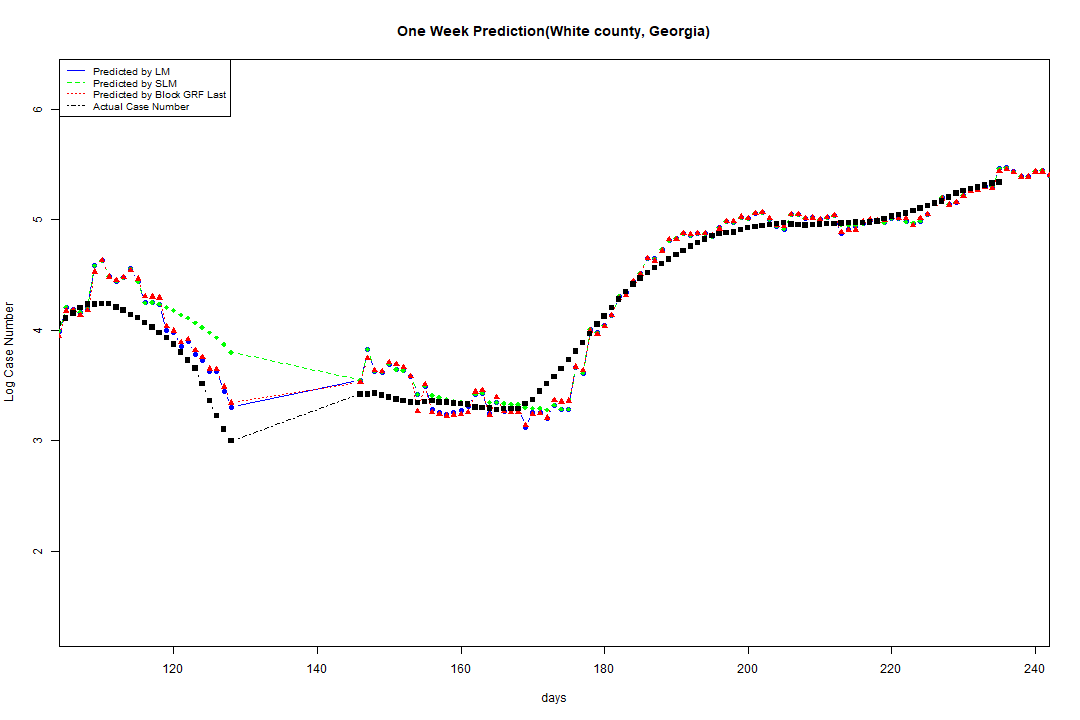 One Week Prediction(White county, Georgia)
Predicted by LM
Predicted by SLM
Predicted by Block GRF Last
Actual Case Number
6
5
4
3
2
Log Case Number
120 140 160 180 200 220 240
days